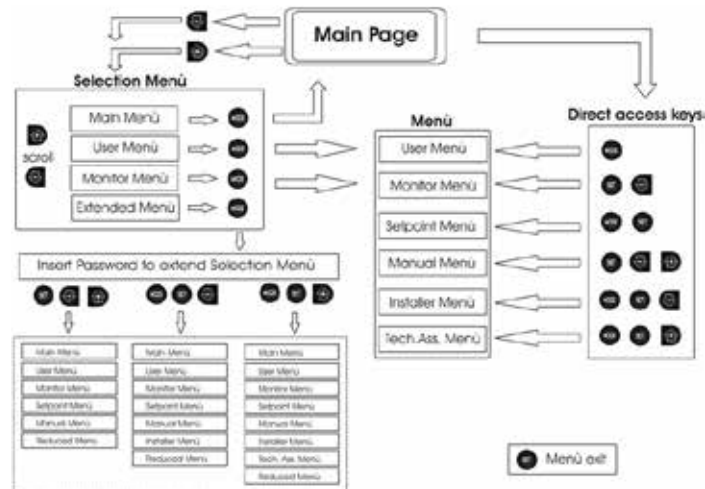 Main Page
Selection Menù
Main Menù
User Menù
Monitor Menù
Extended Menù
scroll
Insert Password to extend Selection Menù
Main Menù
User Menù
Monitor Menù
Setpoint Menù
Manual Menù
Reduced Menù
Main Menù
User Menù
Monitor Menù
Setpoint Menù
Manual Menù
Installer Menù
Reduced Menù
Main Menù
User Menù
Monitor Menù
Setpoint Menù
Manual Menù
Installer Menù
Tech. Ass. Menù
Reduced Menù
Menù
User Menù
Monitor Menù
Setpoint Menù
Manual Menù
Installer Menù
Tech.Ass. Menù
Direct access keys:
Menù exit